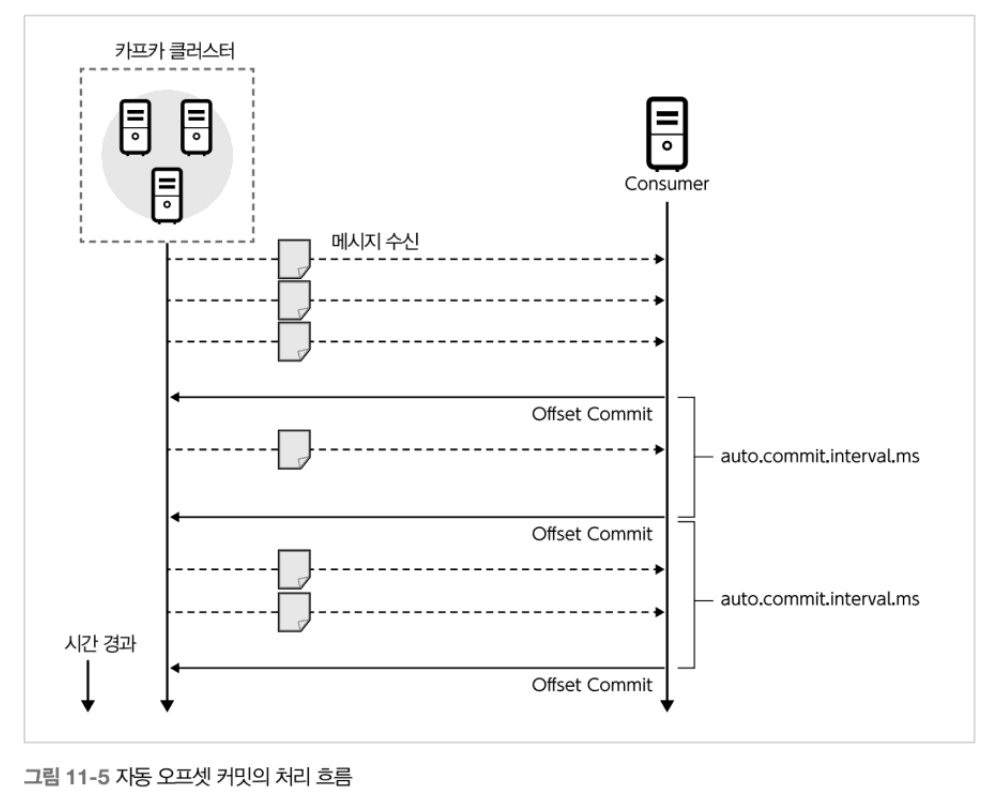 카프카 클러스터
Consumer
메시지 수신
Offset Commit
auto.commit.interval.ms
Offset Commit
auto.commit.interval.ms
시간 경과
Offset Commit
그림 11-5 자동 오프셋 커밋의 처리 흐름